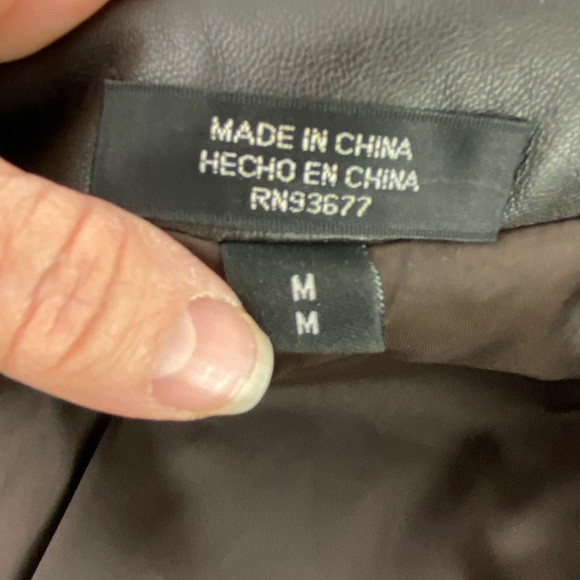 MADE IN CHINA
HECHO EN CHINA
RN93677
M
M